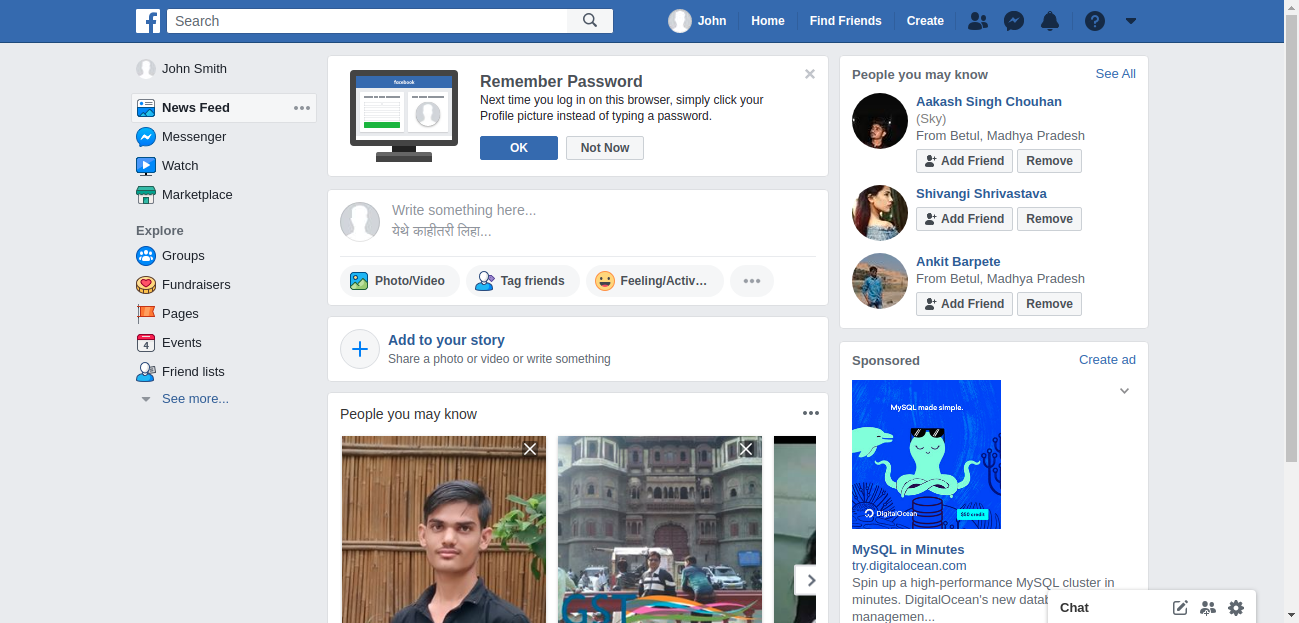 Search
John
Home
Find Friends
Create
John Smith
News Feed
Messenger
Watch
Marketplace
Explore
Groups
Fundraisers
Pages
4
Events
Friend lists
See more...
facebook
Remember Password
Next time you log in on this browser, simply click your
Profile picture instead of typing a password.
OK
Not Now
Write something here...
येथे काहीतरी लिहा...
Photo/Video
Tag friends
Feeling/Activ...
Add to your story
Share a photo or video or write something
People you may know
GST
People you may know
See All
Aakash Singh Chouhan
(Sky)
From Betul, Madhya Pradesh
Add Friend
Remove
Shivangi Shrivastava
Add Friend
Remove
Ankit Barpete
From Betul, Madhya Pradesh
Add Friend
Remove
Sponsored
Create ad
MySQL made simple.
DigitalOcean
$50 credit
MySQL in Minutes
try.digitalocean.com
Spin up a high-performance MySQL cluster in
minutes. DigitalOcean's new datab
managemen...
Chat